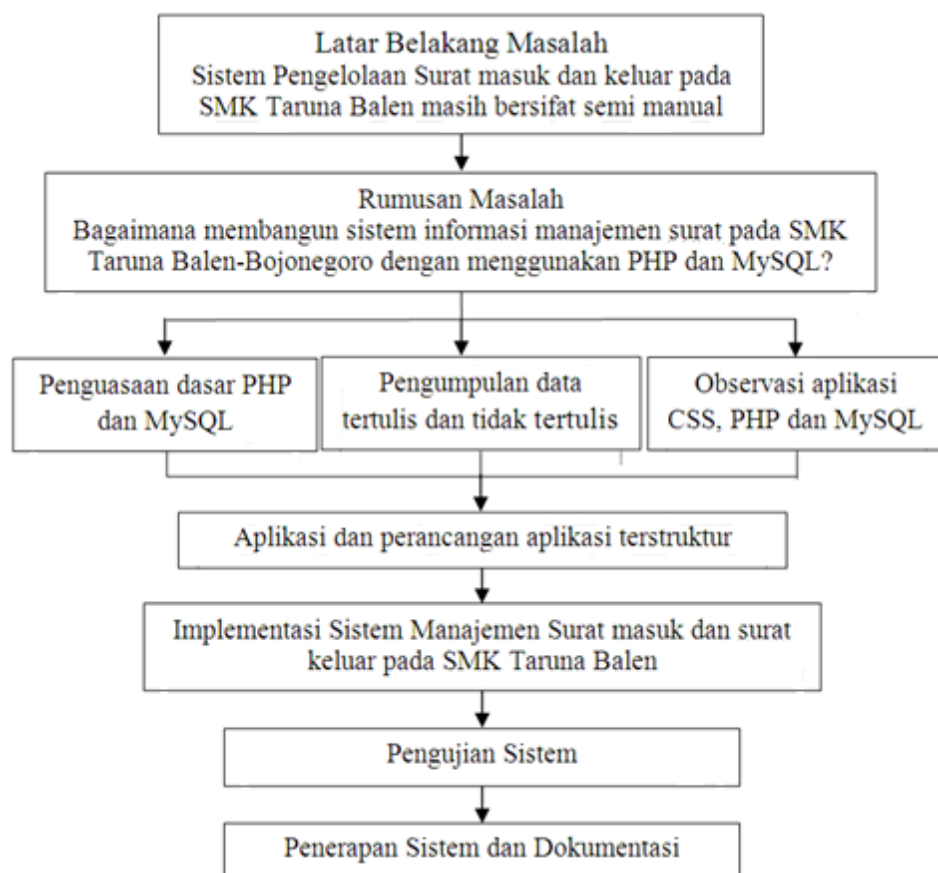 Latar Belakang Masalah
Sistem Pengelolaan Surat masuk dan keluar pada
SMK Taruna Balen masih bersifat semi manual
Rumusan Masalah
Bagaimana membangun sistem informasi manajemen surat pada SMK
Taruna Balen-Bojonegoro dengan menggunakan PHP dan MySQL?
Penguasaan dasar PHP
dan MySQL
Pengumpulan data
tertulis dan tidak tertulis
Observasi aplikasi
CSS, PHP dan MySQL
Aplikasi dan perancangan aplikasi terstruktur
Implementasi Sistem Manajemen Surat masuk dan surat
keluar pada SMK Taruna Balen
Pengujian Sistem
Penerapan Sistem dan Dokumentasi